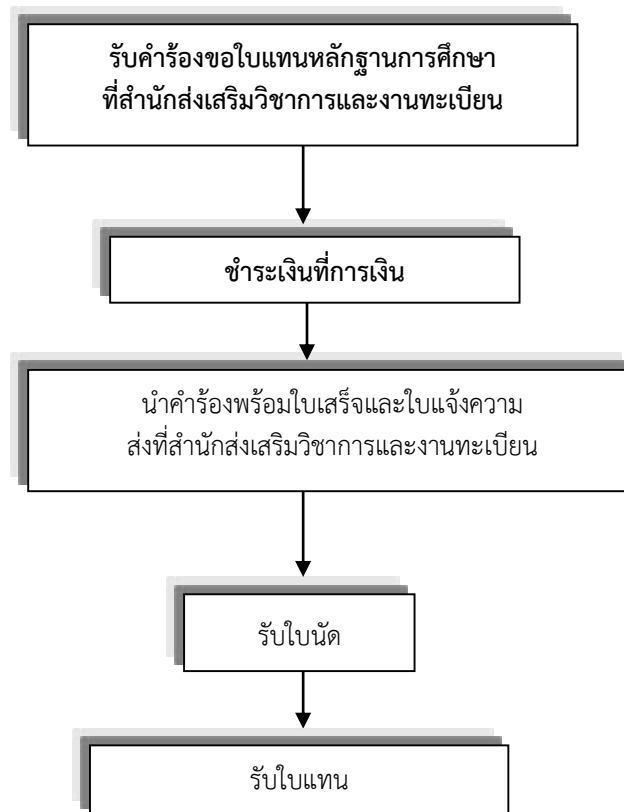 รับคำร้องขอใบแทนหลักฐานการศึกษา
ที่สำนักส่งเสริมวิชาการและงานทะเบียน
ชำระเงินที่การเงิน
นำคำร้องพร้อมใบเสร็จและใบแจ้งความ
ส่งที่สำนักส่งเสริมวิชาการและงานทะเบียน
รับใบนัด
รับใบแทน